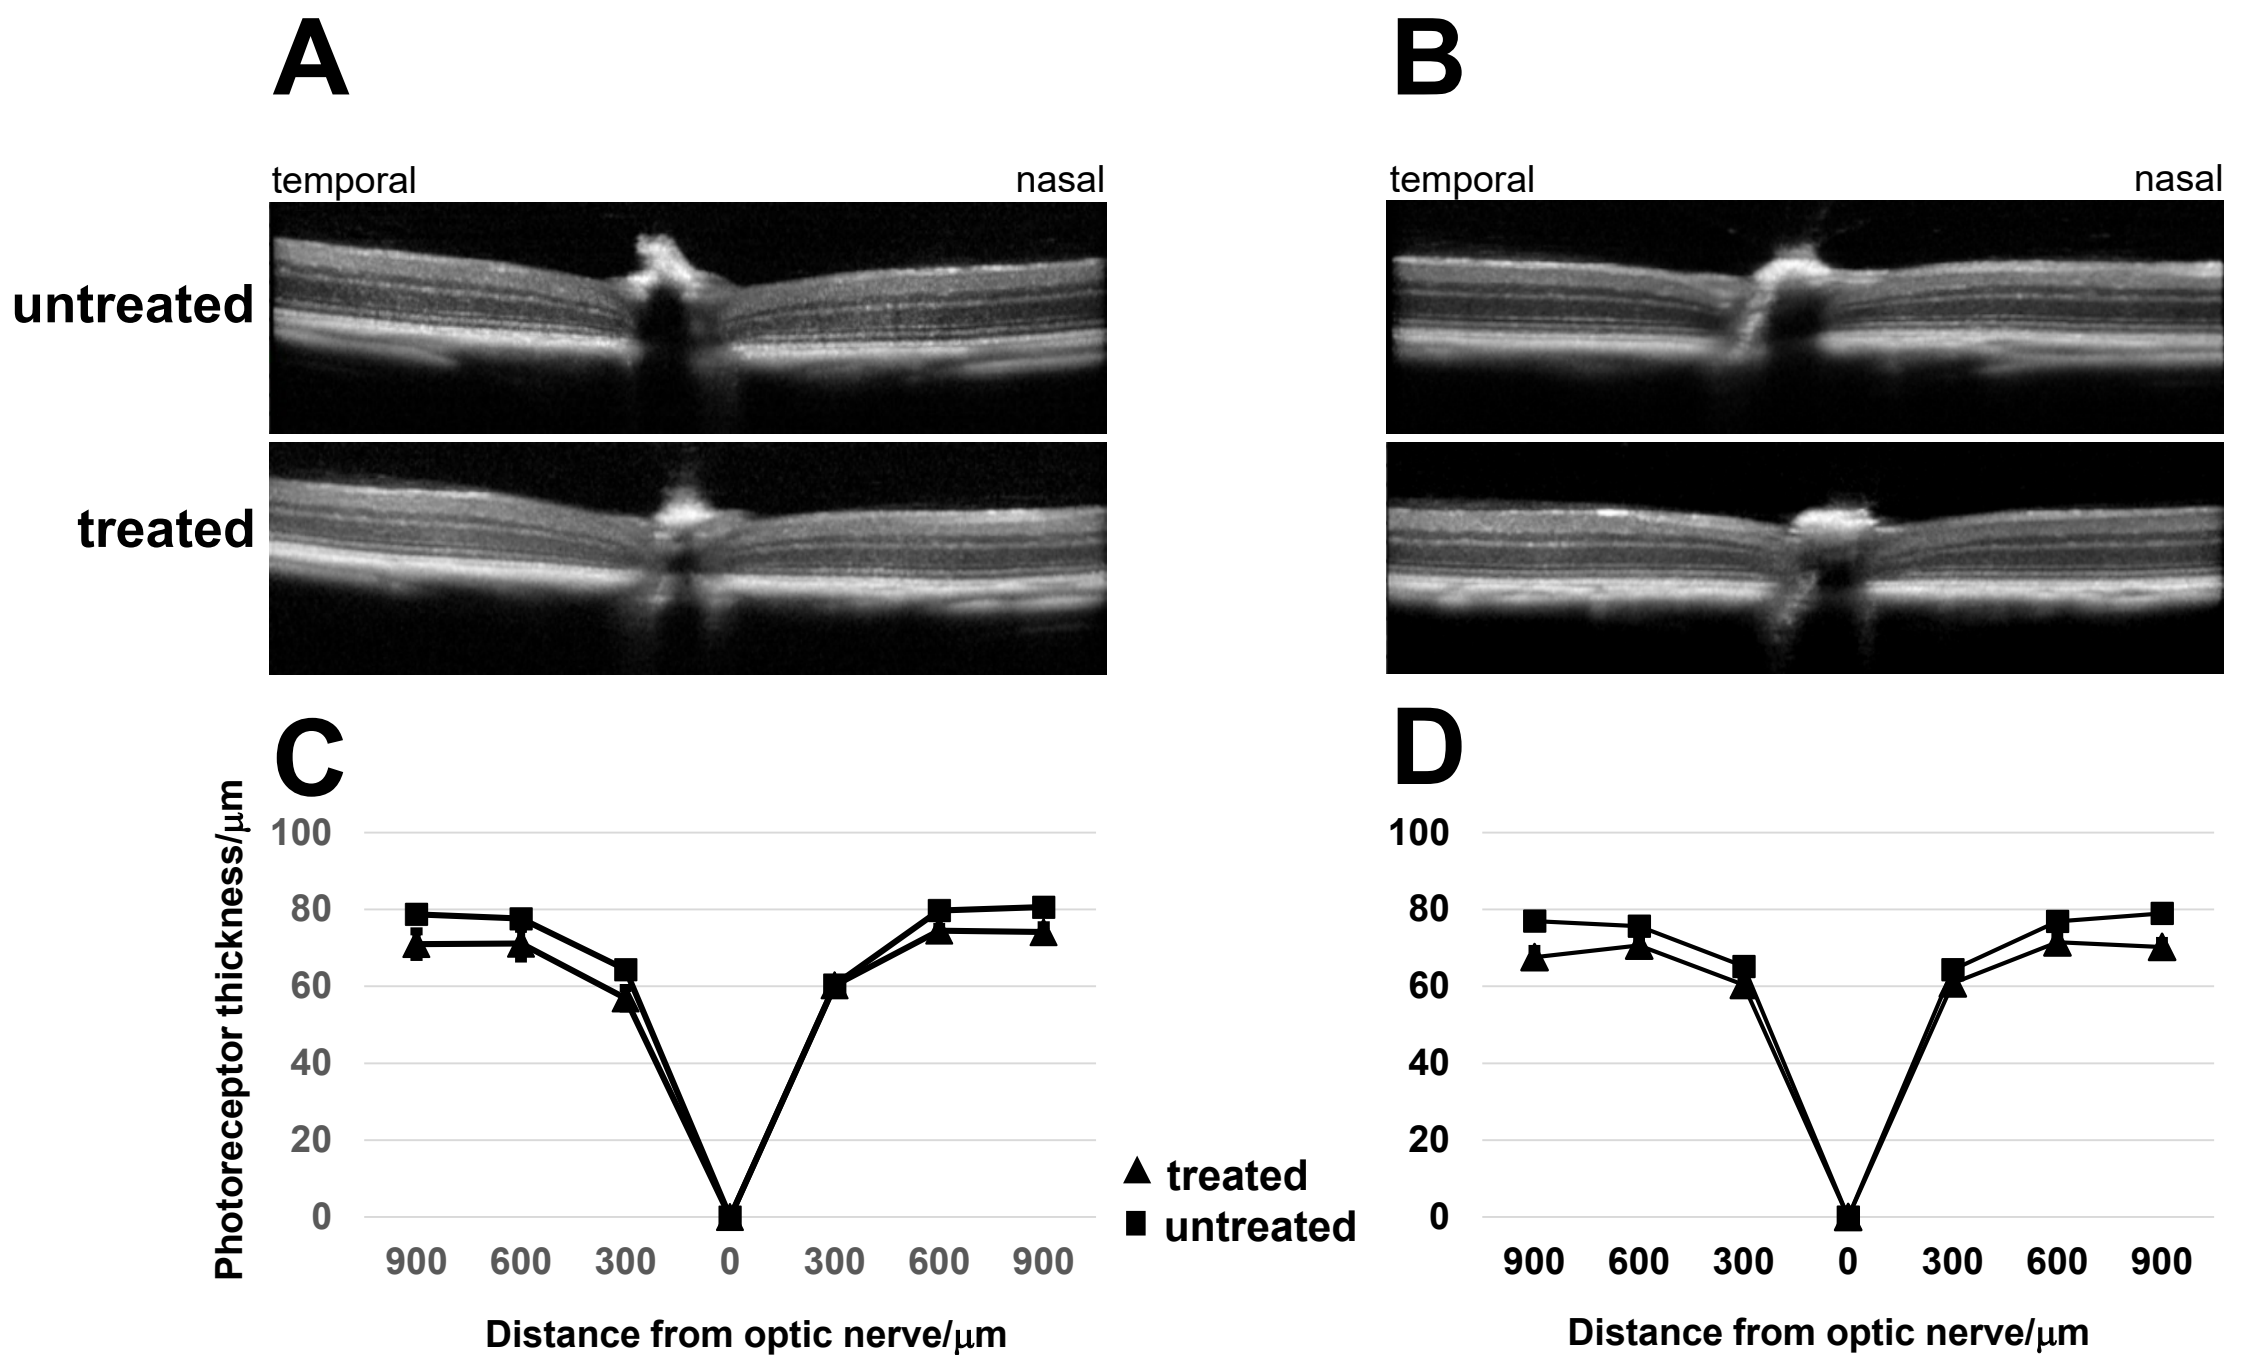 A
B
temporal
nasal
temporal
nasal
untreated
treated
C
D
Photoreceptor thickness/μm
100
80
60
40
20
0
900 600 300 0 300 600 900
Distance from optic nerve/μm
treated
untreated
100
80
60
40
20
0
900 600 300 0 300 600 900
Distance from optic nerve/μm